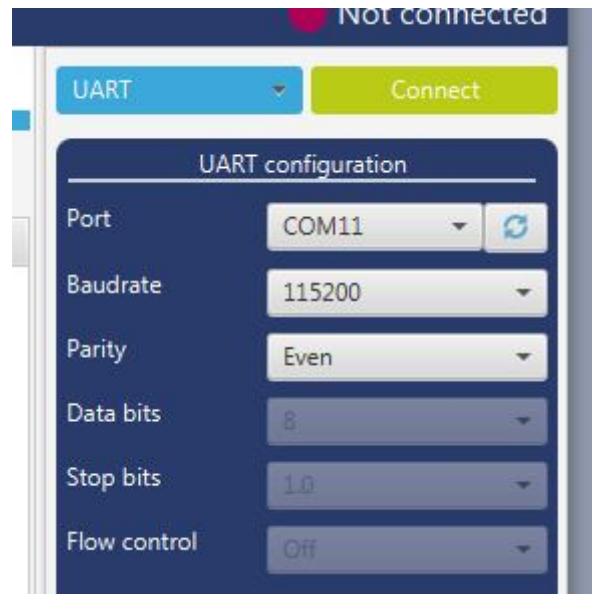 Not connected
UART Connect
UART configuration
Port COM11
Baudrate 115200
Parity Even
Data bits 8
Stop bits 1.0
Flow control Off